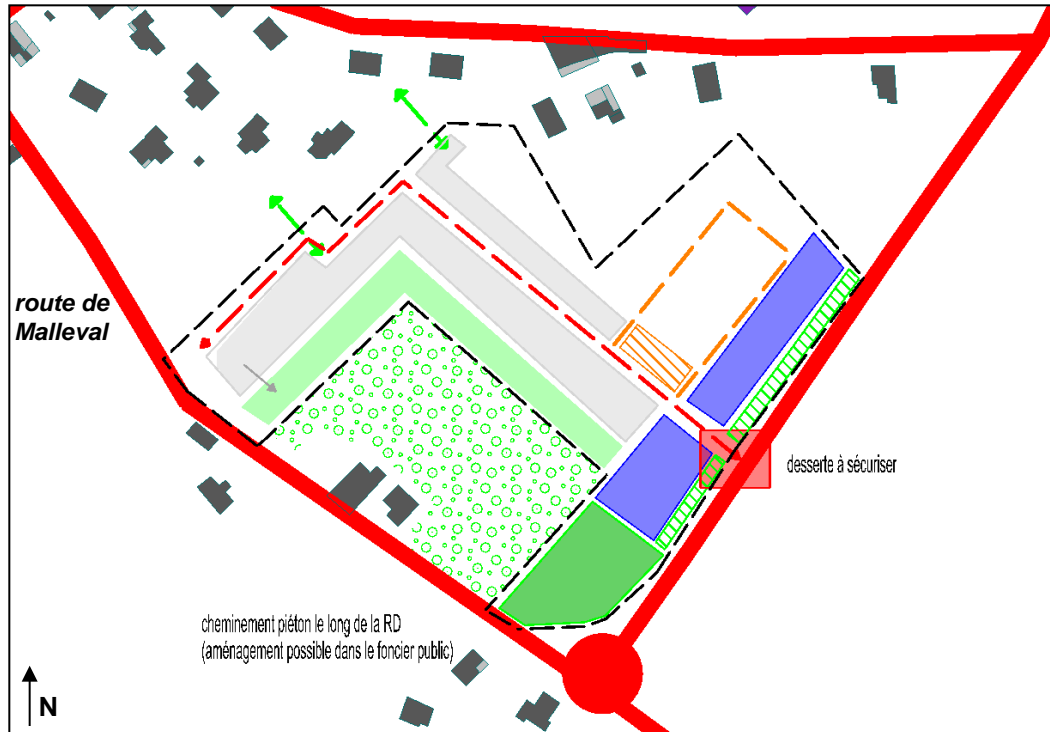 route de
Malleval
desserte à sécuriser
cheminement piéton le long de la RD
(aménagement possible dans le foncier public)
N